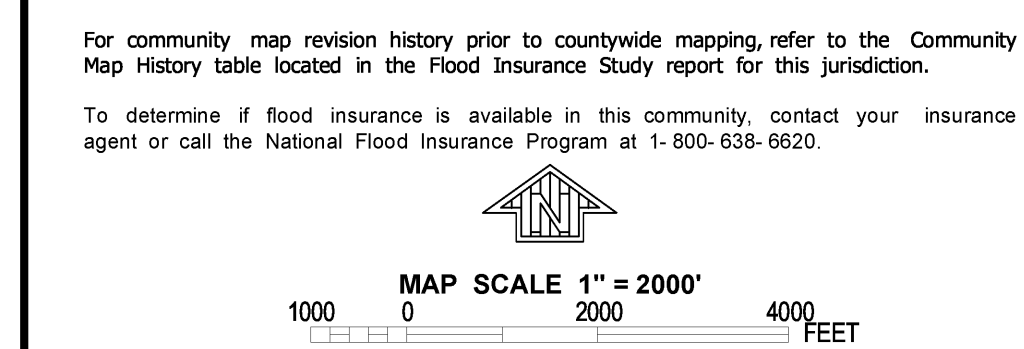 For community map revision history prior to countywide mapping, refer to the Community
Map History table located in the Flood Insurance Study report for this jurisdiction.
To determine if flood insurance is available in this community, contact your insurance
agent or call the National Flood Insurance Program at 1- 800- 638- 6620.
N
MAP SCALE 1" = 2000'
1000 0 2000 4000
FEET